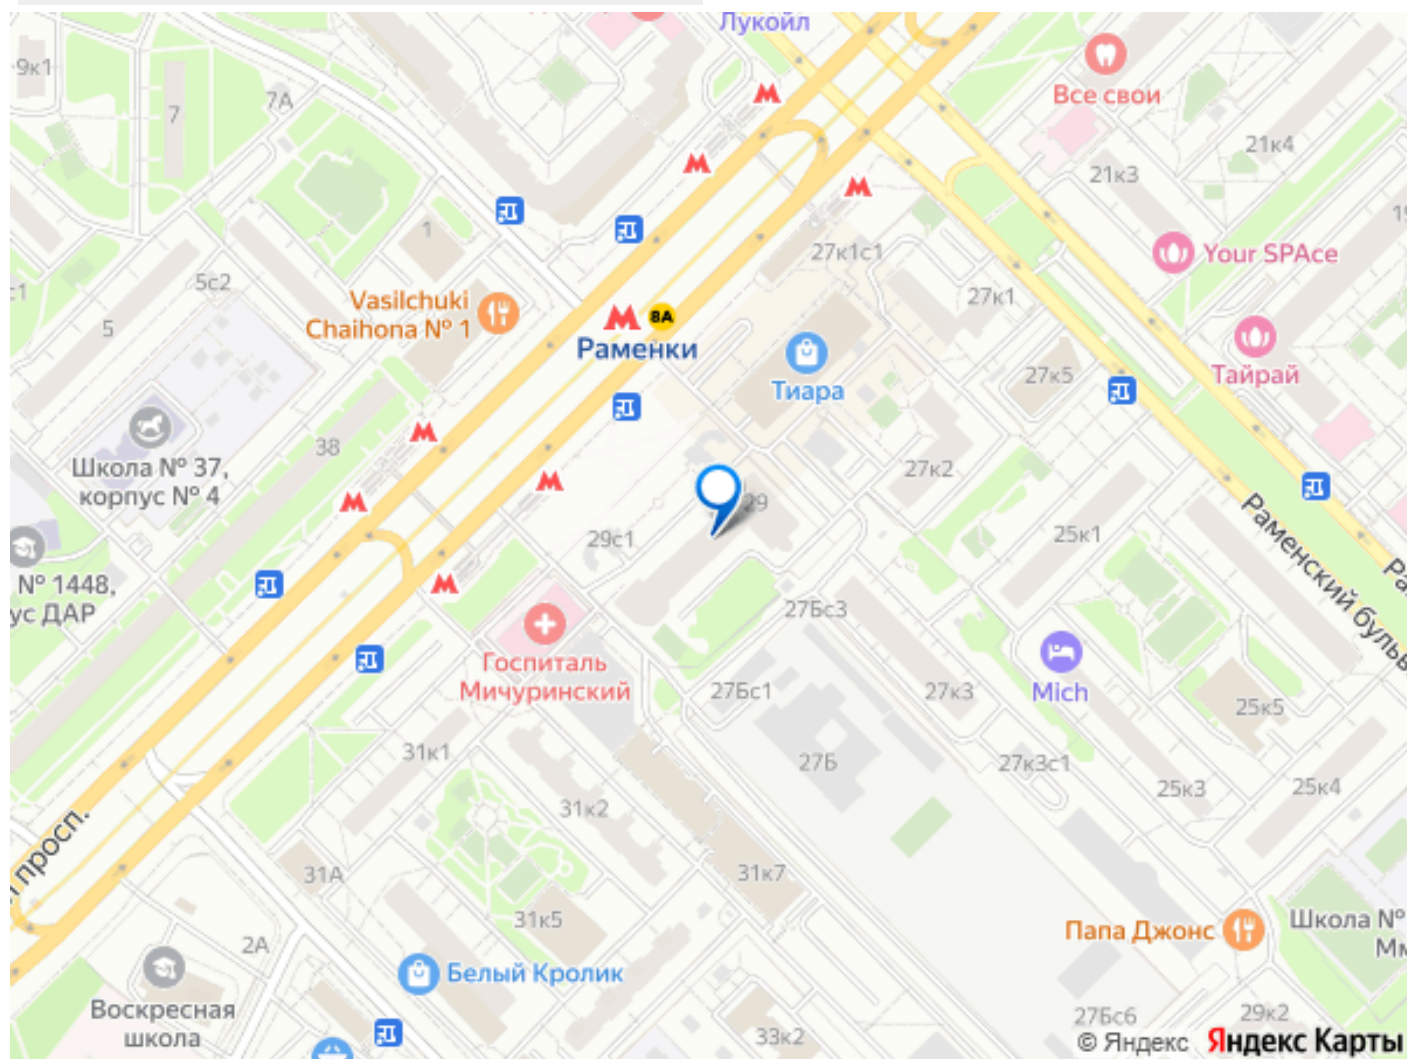 Лукойл
9к1
Все свои
7А
7
21к4
21к3
1
27к1с1
Your SPAce
5с2
27к1
Vasilchuki
Chaihona № 1
8А
5
Раменки
Тиара
27к5
Тайрай
38
Школа № 37,
корпус № 4
27к2
29
Раменский бульв
25к1
29с1
№ 1448,
ус ДАР
27Бс3
Госпиталь
Мичуринский
27Бс1
27к3
Mich
25к5
31к1
27Б
27к3с1
25к3
25к4
31к2
просп.
31А
31к7
31к5
Папа Джонс
Школа №
2А
Белый Кролик
Воскресная
школа
33к2
27Бс6
29к2
© Яндекс Яндекс Карты